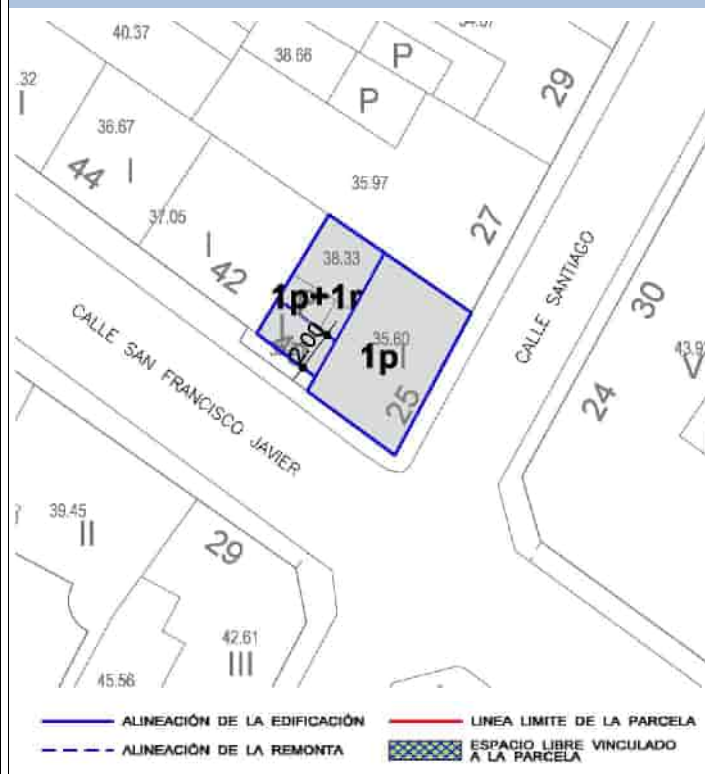 40.37
38.66
P
P
29
.32
I
36.67
44
I
35.97
37.05
I
42
27
38.33
1p+1p
2.00
35.60
1p
25
CALLE SANTIAGO
30
24
V
CALLE SAN FRANCISCO JAVIER
39.45
II
29
42.61
III
45.56
ALINEACIÓN DE LA EDIFICACIÓN
LINEA LIMITE DE LA PARCELA
ALINEACIÓN DE LA REMONTA
ESPACIO LIBRE VINCULADO
A LA PARCELA